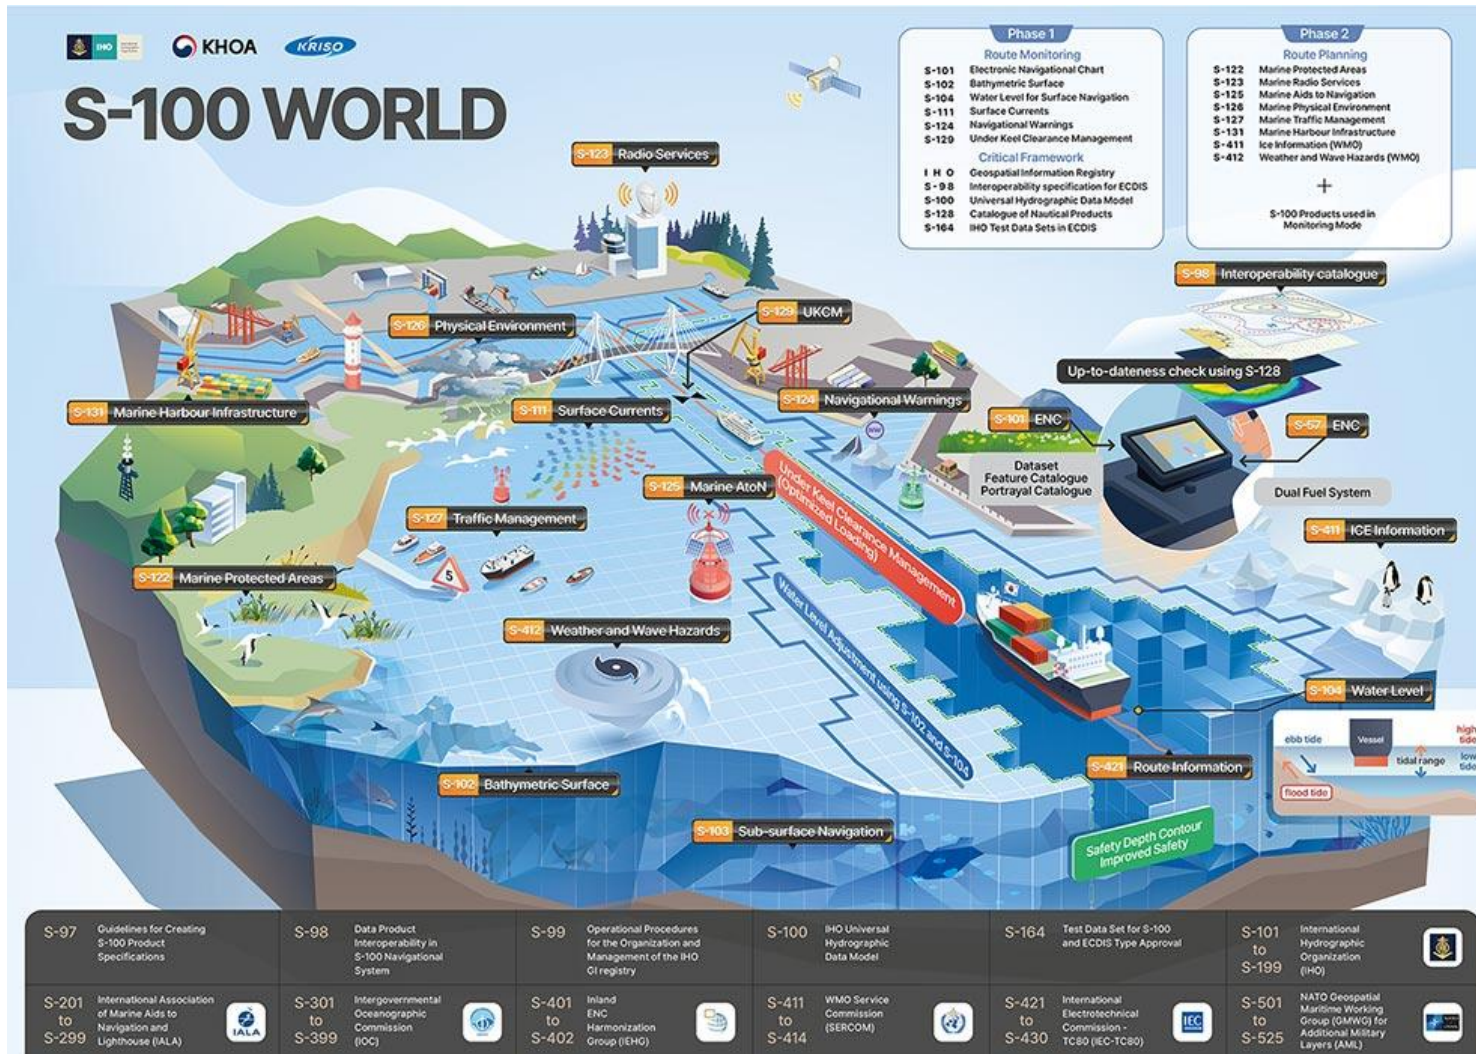 IHO
KHOA
KRISO
S-100 WORLD
Phase 1
Route Monitoring
S-101 Electronic Navigational Chart
S-102 Bathymetric Surface
S-104 Water Level for Surface Navigation
S-111 Surface Currents
S-124 Navigational Warnings
S-129 Under Keel Clearance Management
Critical Framework
I H O Geospatial Information Registry
S-98 Interoperability specification for ECDIS
S-100 Universal Hydrographic Data Model
S-128 Catalogue of Nautical Products
S-164 IHO Test Data Sets in ECDIS
Phase 2
Route Planning
S-122 Marine Protected Areas
S-123 Marine Radio Services
S-125 Marine Aids to Navigation
S-126 Marine Physical Environment
S-127 Marine Traffic Management
S-131 Marine Harbour Infrastructure
S-411 Ice Information (WMO)
S-412 Weather and Wave Hazards (WMO)
+
S-100 Products used in
Monitoring Mode
S-123 Radio Services
S-98 Interoperability catalogue
S-129 UKCM
S-126 Physical Environment
Up-to-dateness check using S-128
S-131 Marine Harbour Infrastructure
S-111 Surface Currents
S-124 Navigational Warnings
S-101 ENC
S-57 ENC
NW
Dataset
Feature Catalogue
Portrayal Catalogue
Dual Fuel System
Under Keel Clearance Management
(Optimized Loading)
S-125 Marine AtoN
S-127 Traffic Management
S-411 ICE Information
5
S-122 Marine Protected Areas
S-412 Weather and Wave Hazards
Water Level Adjustment using S-102 and S-104
S-104 Water Level
ebb tide
Vessel
high
tide
tidal range
low
tide
flood tide
S-421 Route Information
S-102 Bathymetric Surface
S-103 Sub-surface Navigation
Safety Depth Contour
Improved Safety
S-97 Guidelines for Creating
S-100 Product
Specifications
S-98 Data Product
Interoperability in
S-100 Navigational
System
S-99 Operational Procedures
for the Organization and
Management of the IHO
GI registry
S-100 IHO Universal
Hydrographic
Data Model
S-164 Test Data Set for S-100
and ECDIS Type Approval
S-101
to
S-199
International
Hydrographic
Organization
(IHO)
S-201
to
S-299
International Association
of Marine Aids to
Navigation and
Lighthouse (IALA)
IALA
S-301
to
S-399
Intergovernmental
Oceanographic
Commission
(IOC)
S-401
to
S-402
Inland
ENC
Harmonization
Group (IEHG)
S-411
to
S-414
WMO Service
Commission
(SERCOM)
S-421
to
S-430
International
Electrotechnical
Commission -
TC80 (IEC-TC80)
IEC
S-501
to
S-525
NATO Geospatial
Maritime Working
Group (GMWG) for
Additional Military
Layers (AML)